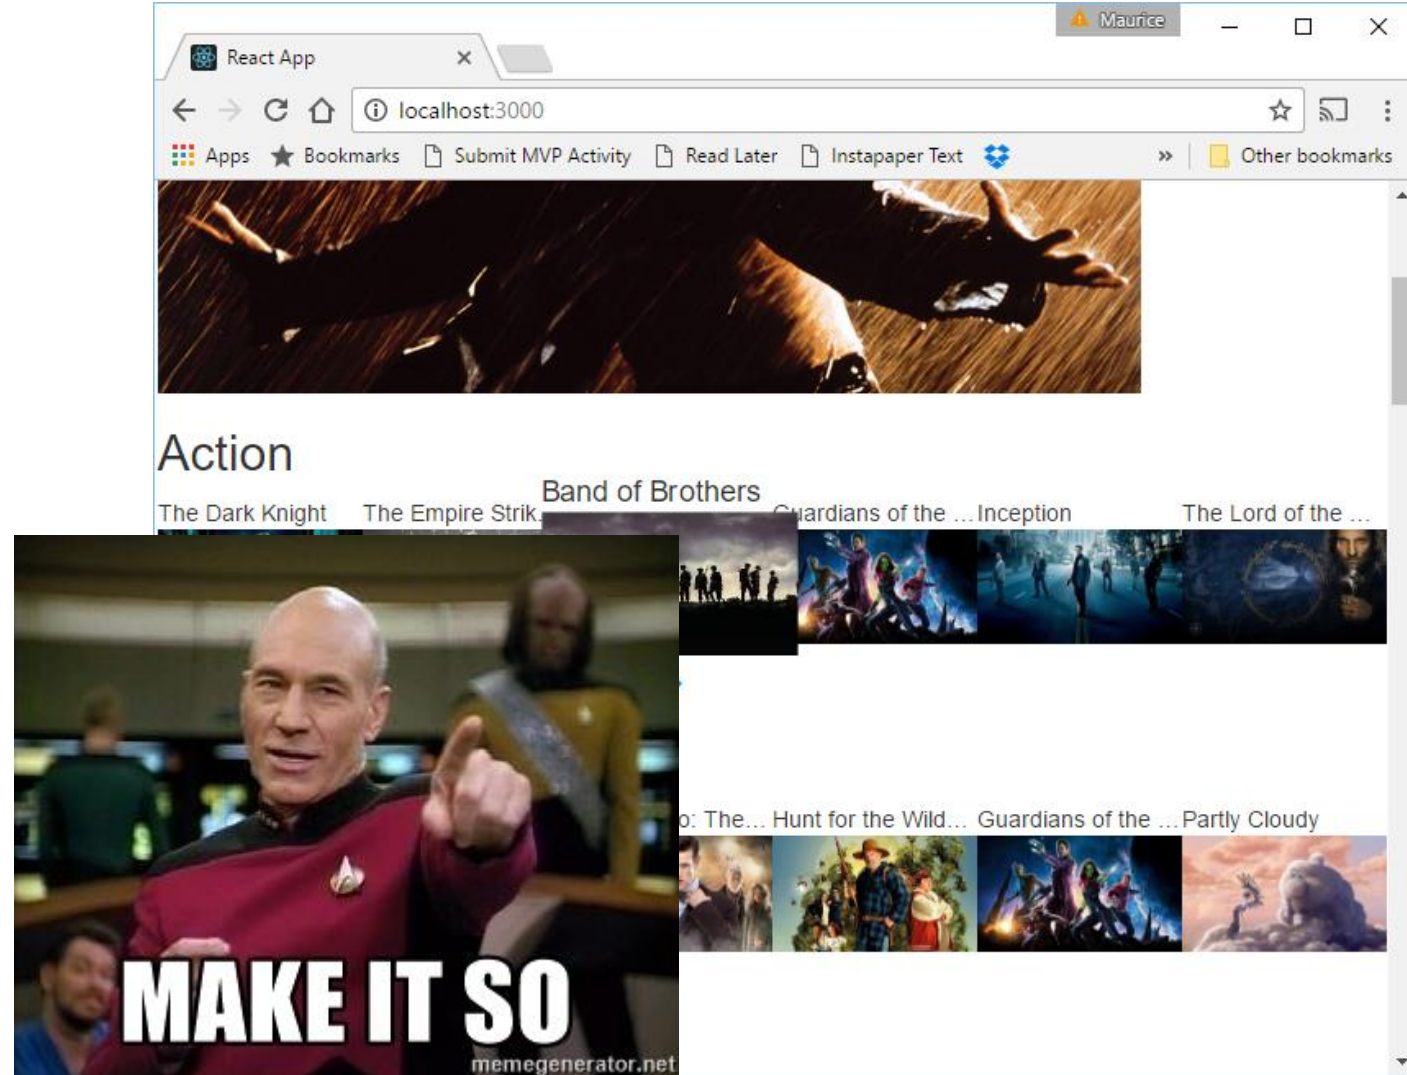 Maurice
React App
localhost:3000
Apps Bookmarks Submit MVP Activity Read Later Instapaper Text » Other bookmarks
Action
Band of Brothers
The Dark Knight The Empire Strik… Guardians of the … Inception The Lord of the …
o: The… Hunt for the Wild… Guardians of the … Partly Cloudy
MAKE IT SO
memegenerator.net